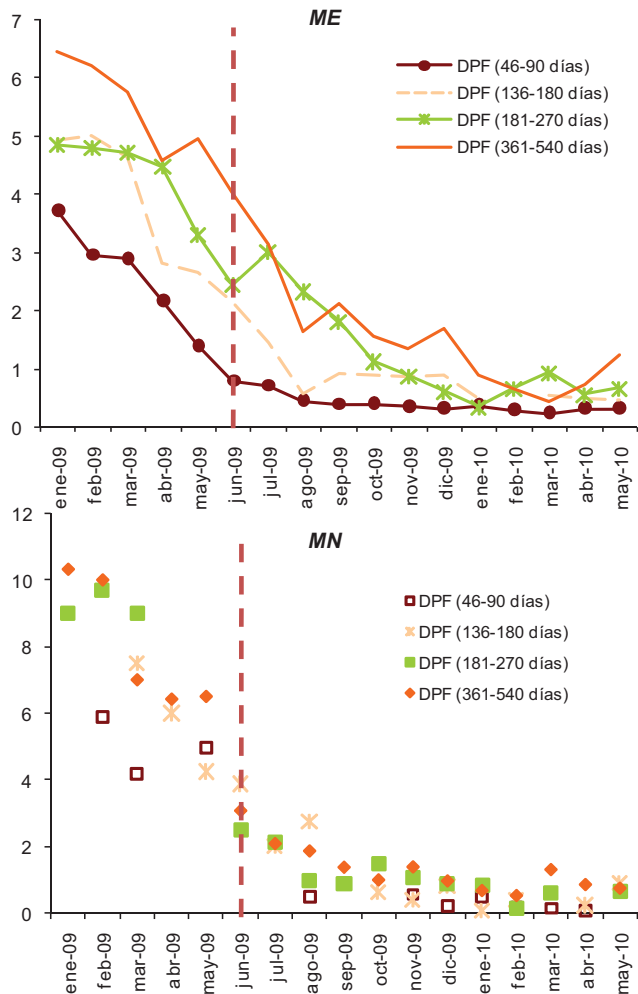 ME
7
6
5
4
3
2
1
0
DPF (46-90 días)
DPF (136-180 días)
DPF (181-270 días)
DPF (361-540 días)
ene-09
feb-09
mar-09
abr-09
may-09
jun-09
jul-09
ago-09
sep-09
oct-09
nov-09
dic-09
ene-10
feb-10
mar-10
abr-10
may-10
MN
12
10
8
6
4
2
0
DPF (46-90 días)
DPF (136-180 días)
DPF (181-270 días)
DPF (361-540 días)
ene-09
feb-09
mar-09
abr-09
may-09
jun-09
jul-09
ago-09
sep-09
oct-09
nov-09
dic-09
ene-10
feb-10
mar-10
abr-10
may-10